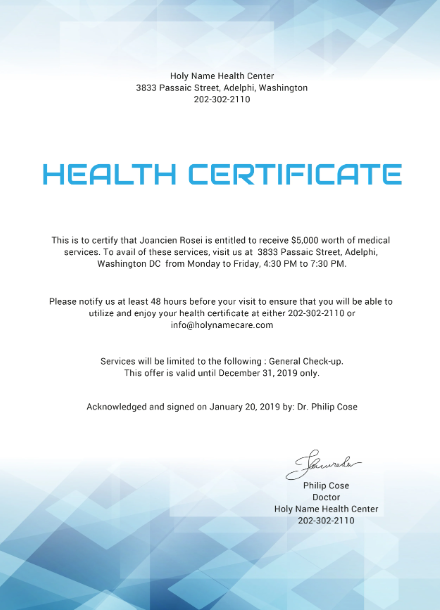 Holy Name Health Center
3833 Passaic Street, Adelphi, Washington
202-302-2110
HEALTH CERTIFICATE
This is to certify that Joancien Rosei is entitled to receive $5,000 worth of medical
services. To avail of these services, visit us at 3833 Passaic Street, Adelphi,
Washington DC from Monday to Friday, 4:30 PM to 7:30 PM.
Please notify us at least 48 hours before your visit to ensure that you will be able to
utilize and enjoy your health certificate at either 202-302-2110 or
info@holynamecare.com
Services will be limited to the following : General Check-up.
This offer is valid until December 31, 2019 only.
Acknowledged and signed on January 20, 2019 by: Dr. Philip Cose
Philip Cose
Doctor
Holy Name Health Center
202-302-2110